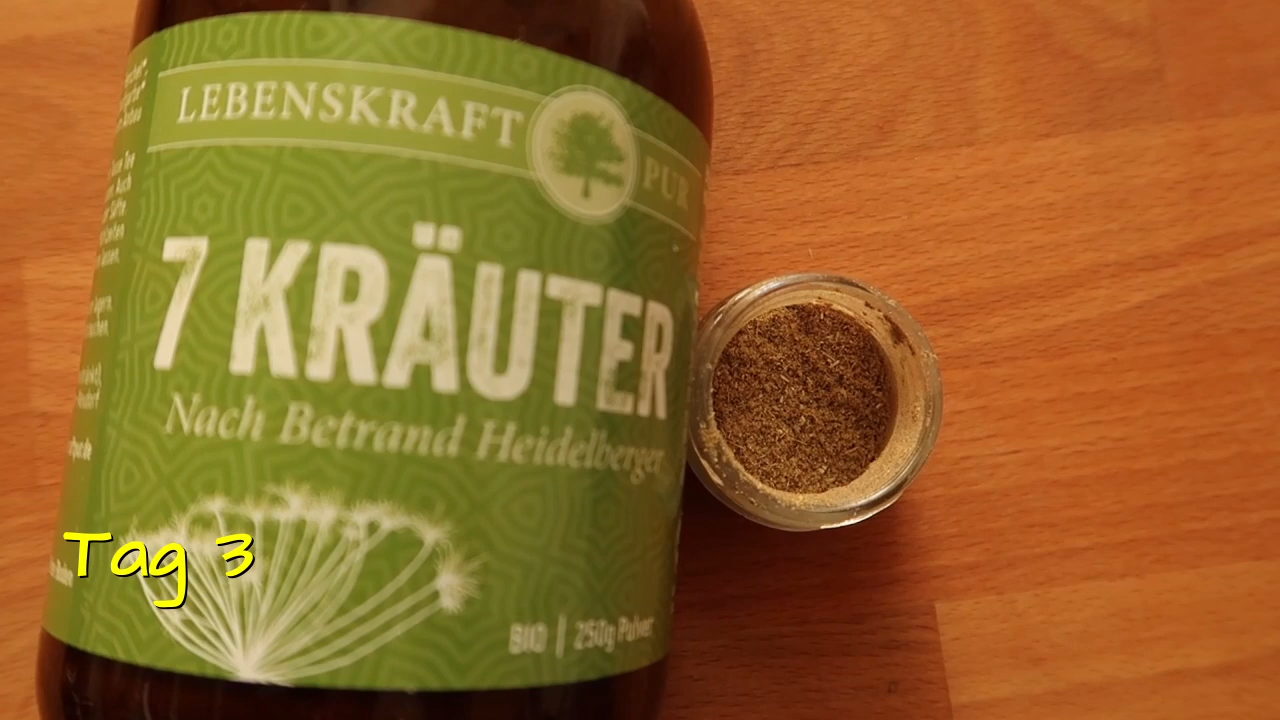 LEBENSKRAFT PUR
7 KRÄUTER
Nach Betrand Heidelberger
Tag 3
BIO | 250g Pulver